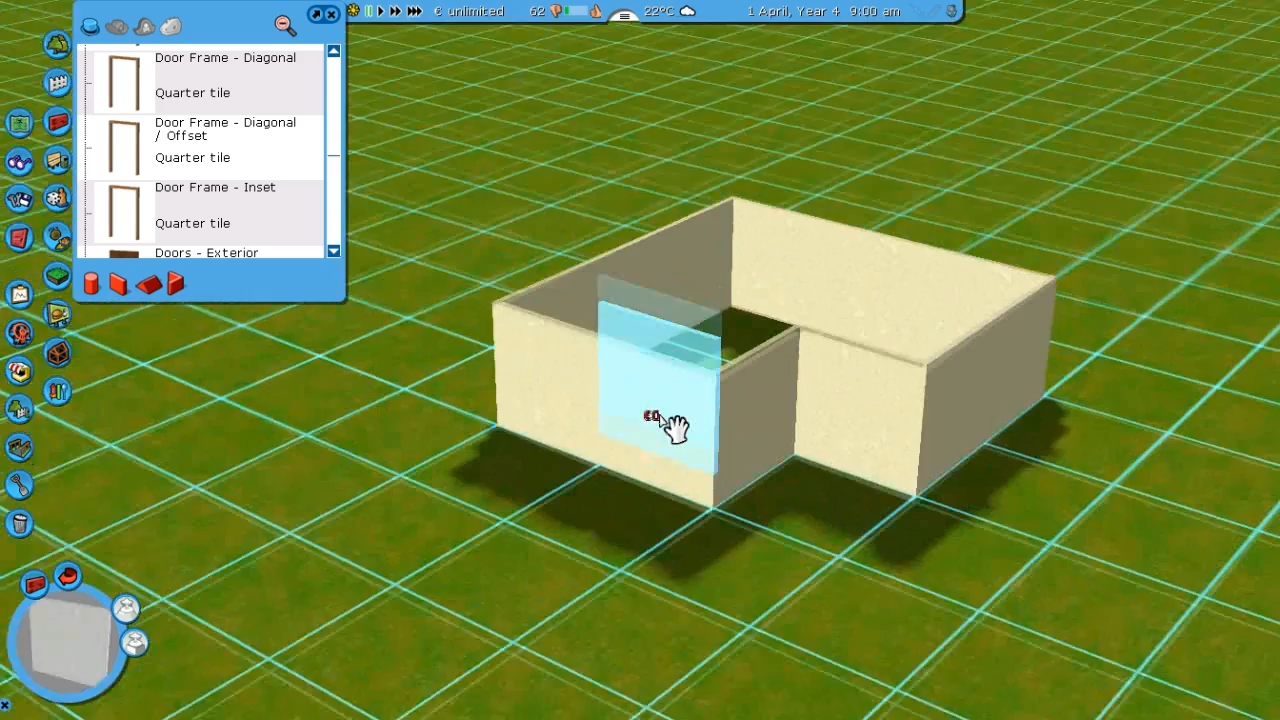 € unlimited 62 22°C 1 April, Year 4 9:00 am
Door Frame - Diagonal
Quarter tile
Door Frame - Diagonal
/ Offset
Quarter tile
Door Frame - Inset
Quarter tile
Doors - Exterior
€0